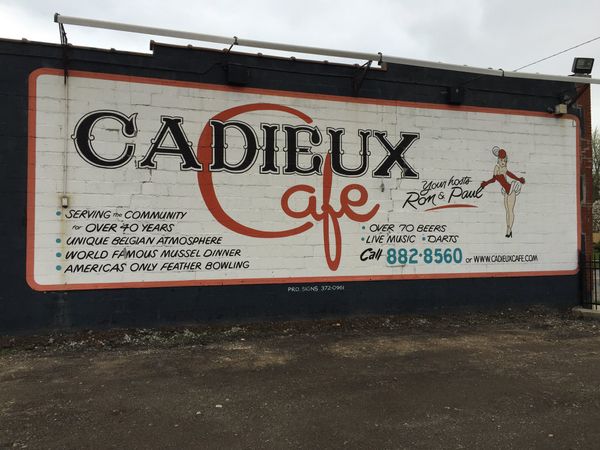 CADIEUX
Cafe
Your hosts
Ron & Paul
• SERVING the COMMUNITY
for OVER 40 YEARS
• UNIQUE BELGIAN ATMOSPHERE
• WORLD FAMOUS MUSSEL DINNER
• AMERICAS ONLY FEATHER BOWLING
• OVER 70 BEERS
• LIVE MUSIC • DARTS
Call 882-8560 or WWW.CADIEUXCAFE.COM
PRO. SIGNS 372-0961